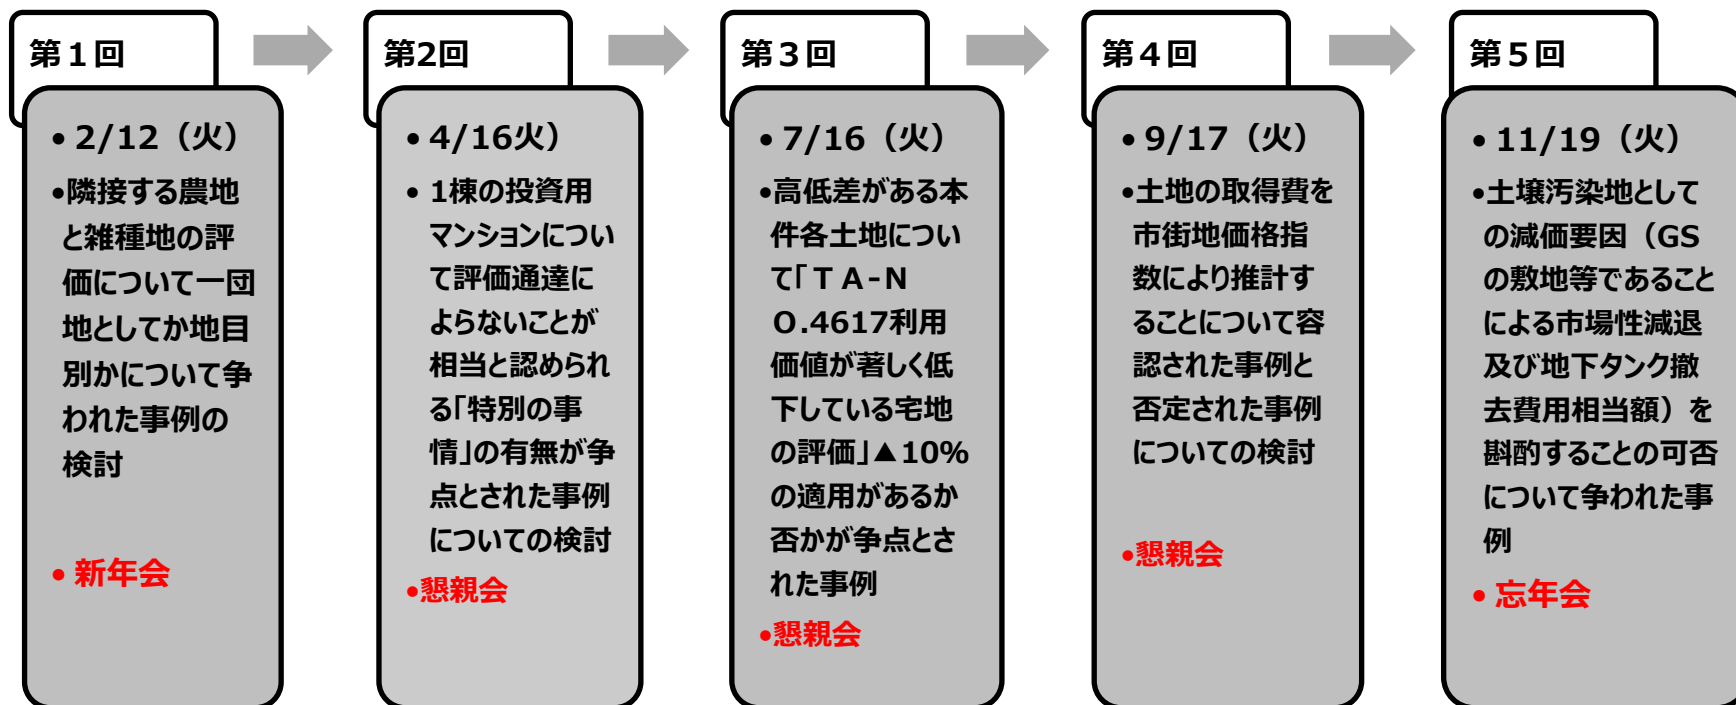 第１回
• 2/12（火）
•隣接する農地
と雑種地の評
価について一団
地としてか地目
別かについて争
われた事例の
検討
• 新年会
第2回
• 4/16火）
• 1棟の投資用
マンションについ
て評価通達に
よらないことが
相当と認められ
る「特別の事
情」の有無が争
点とされた事例
についての検討
•懇親会
第３回
• 7/16（火）
•高低差がある本
件各土地につい
て「ＴＡ-Ｎ
Ｏ.4617利用
価値が著しく低
下している宅地
の評価」▲10%
の適用があるか
否かが争点とさ
れた事例
•懇親会
第４回
• 9/17（火）
•土地の取得費を
市街地価格指
数により推計す
ることについて容
認された事例と
否定された事例
についての検討
•懇親会
第５回
• 11/19（火）
•土壌汚染地として
の減価要因（GS
の敷地等であること
による市場性減退
及び地下タンク撤
去費用相当額）を
斟酌することの可否
について争われた事
例
• 忘年会